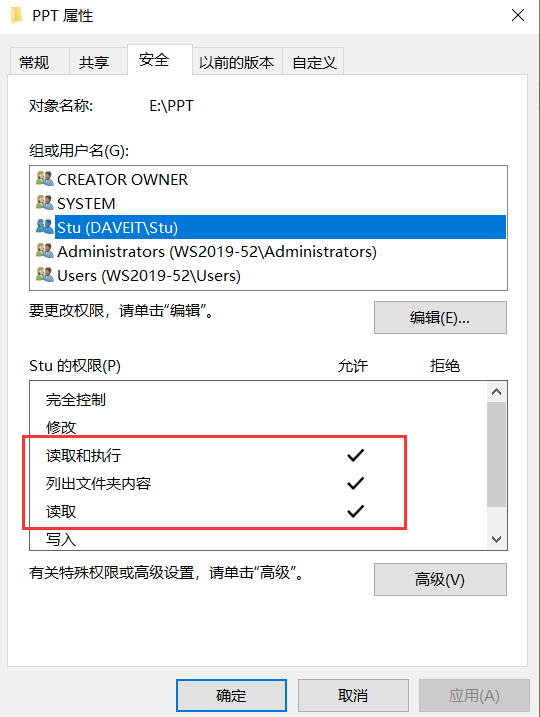 PPT 属性
常规 共享 安全 以前的版本 自定义
对象名称: E:\PPT
组或用户名(G):
CREATOR OWNER
SYSTEM
Stu (DAVEIT\Stu)
Administrators (WS2019-52\Administrators)
Users (WS2019-52\Users)
要更改权限，请单击“编辑”。 编辑(E)...
Stu 的权限(P) 允许 拒绝
完全控制
修改
读取和执行
列出文件夹内容
读取
写入
有关特殊权限或高级设置，请单击“高级”。 高级(V)
确定 取消 应用(A)